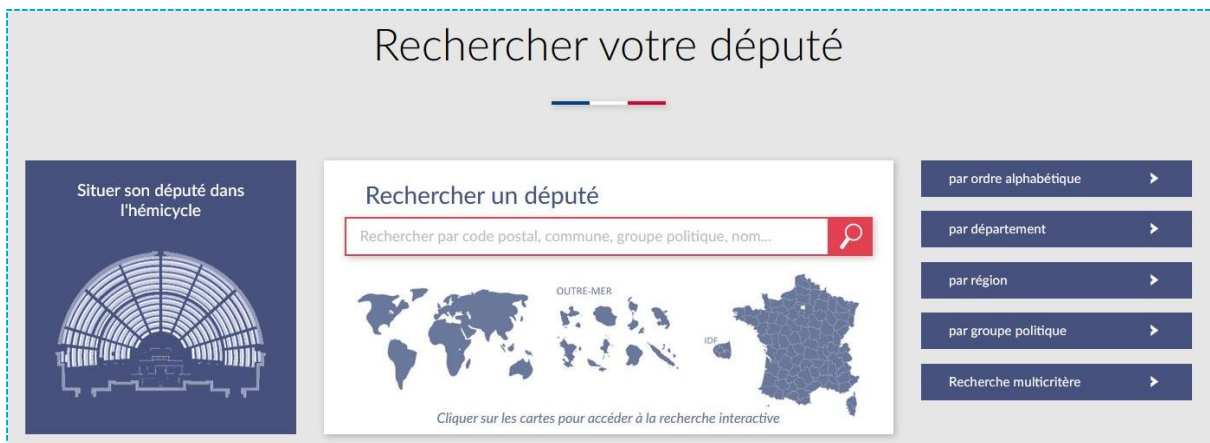 Rechercher votre député
Situer son député dans
l'hémicycle
Rechercher un député
Rechercher par code postal, commune, groupe politique, nom...
OUTRE-MER
IDF
Cliquer sur les cartes pour accéder à la recherche interactive
par ordre alphabétique
par département
par région
par groupe politique
Recherche multicritère